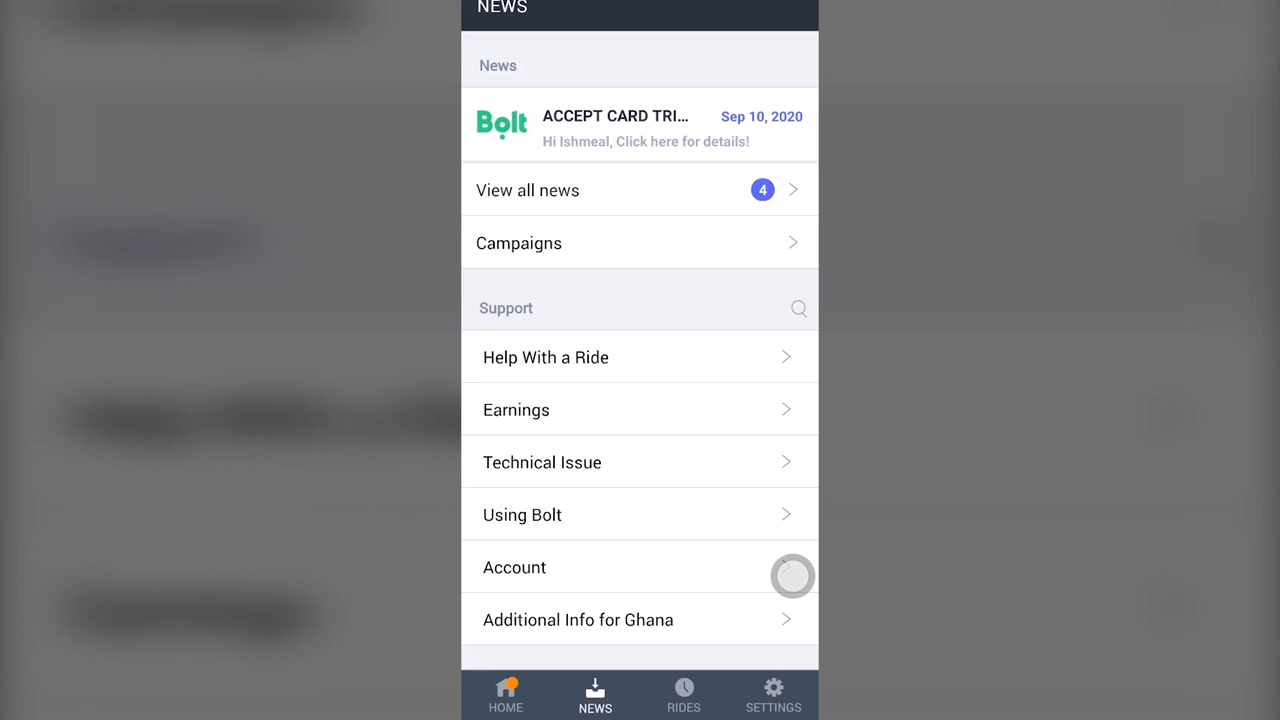 NEWS
News
Bolt
ACCEPT CARD TRI... Sep 10, 2020
Hi Ishmeal, Click here for details!
View all news 4
Campaigns
Support
Help With a Ride
Earnings
Technical Issue
Using Bolt
Account
Additional Info for Ghana
HOME NEWS RIDES SETTINGS